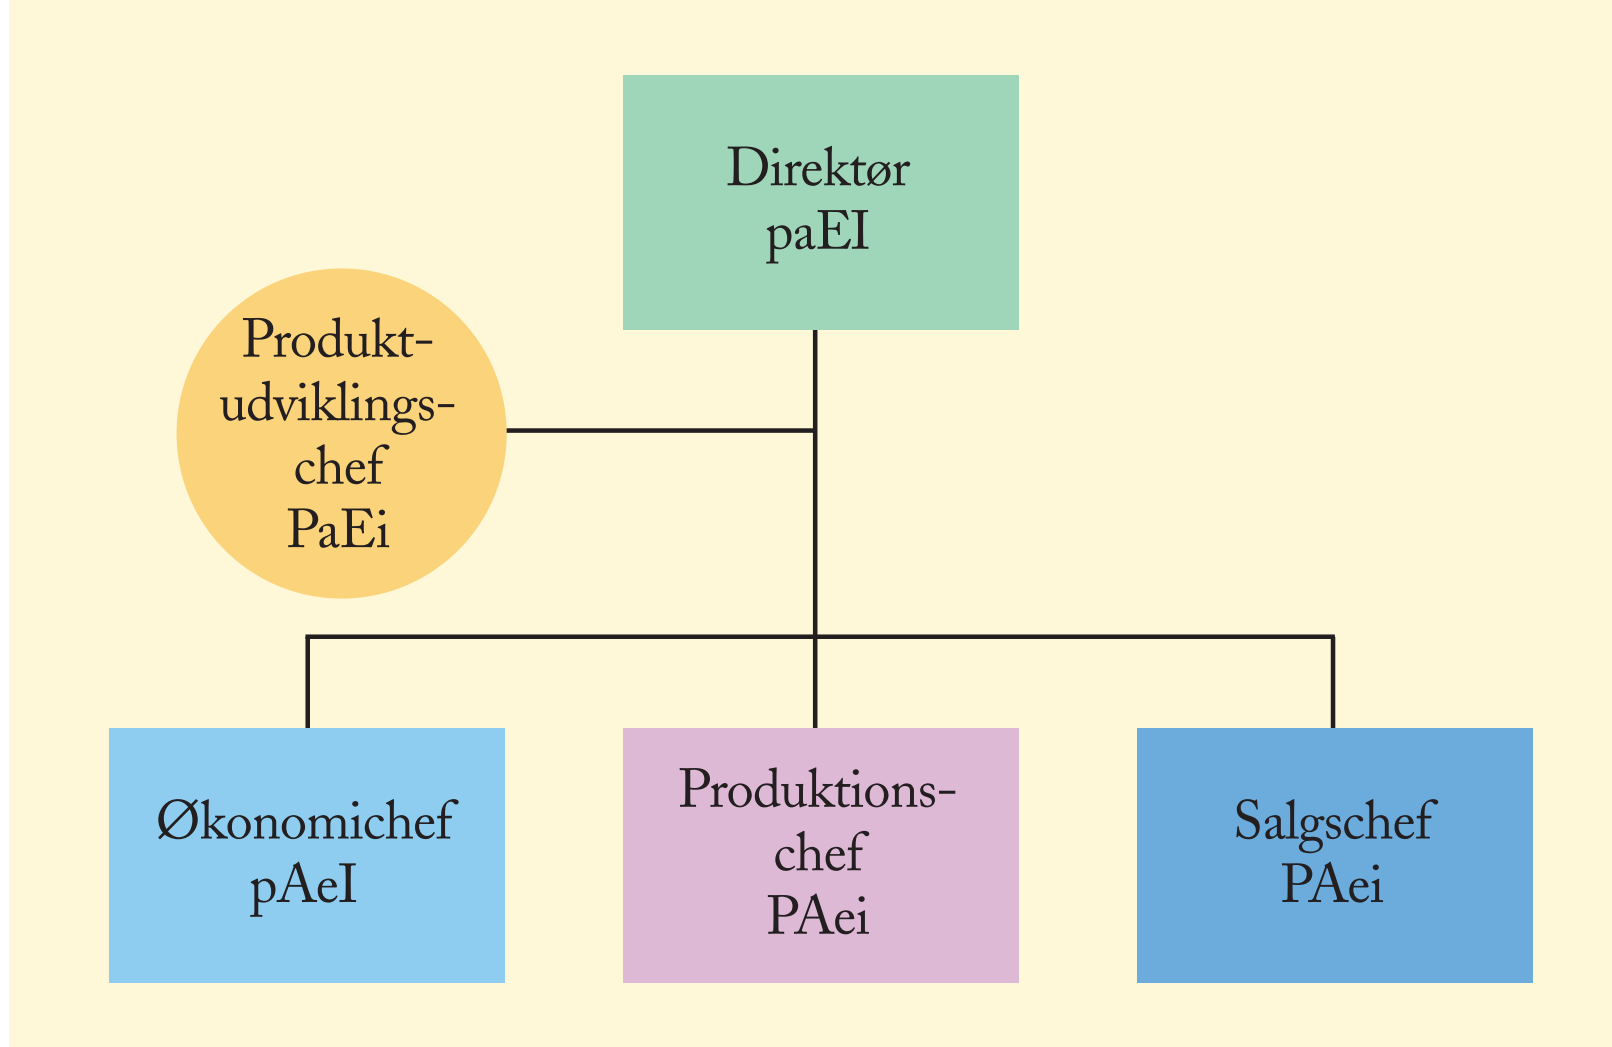 Direktør
paEI
Produkt-
udviklings-
chef
PaEi
Økonomichef
pAeI
Produktions-
chef
PAei
Salgschef
PAei